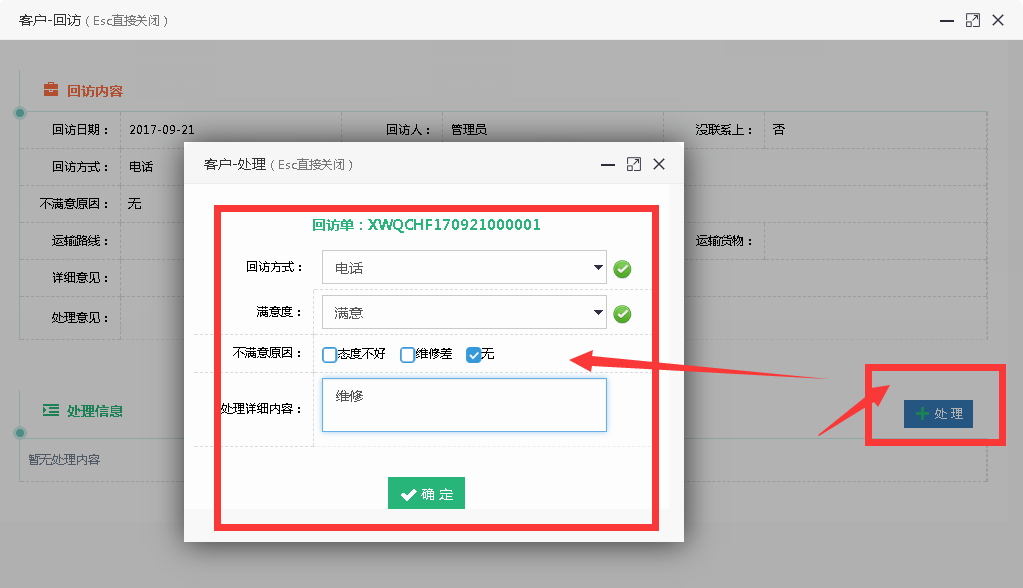 客户-回访 ( Esc直接关闭 )
回访内容
回访日期： 2017-09-21 回访人： 管理员 没联系上： 否
回访方式： 电话
不满意原因： 无
运输路线： 运输货物：
详细意见：
处理意见：
处理信息
处 理
暂无处理内容
客户-处理 ( Esc直接关闭 )
回访单：XWQCHF170921000001
回访方式： 电话
满意度： 满意
不满意原因： 态度不好 维修差 无
处理详细内容： 维修
确 定